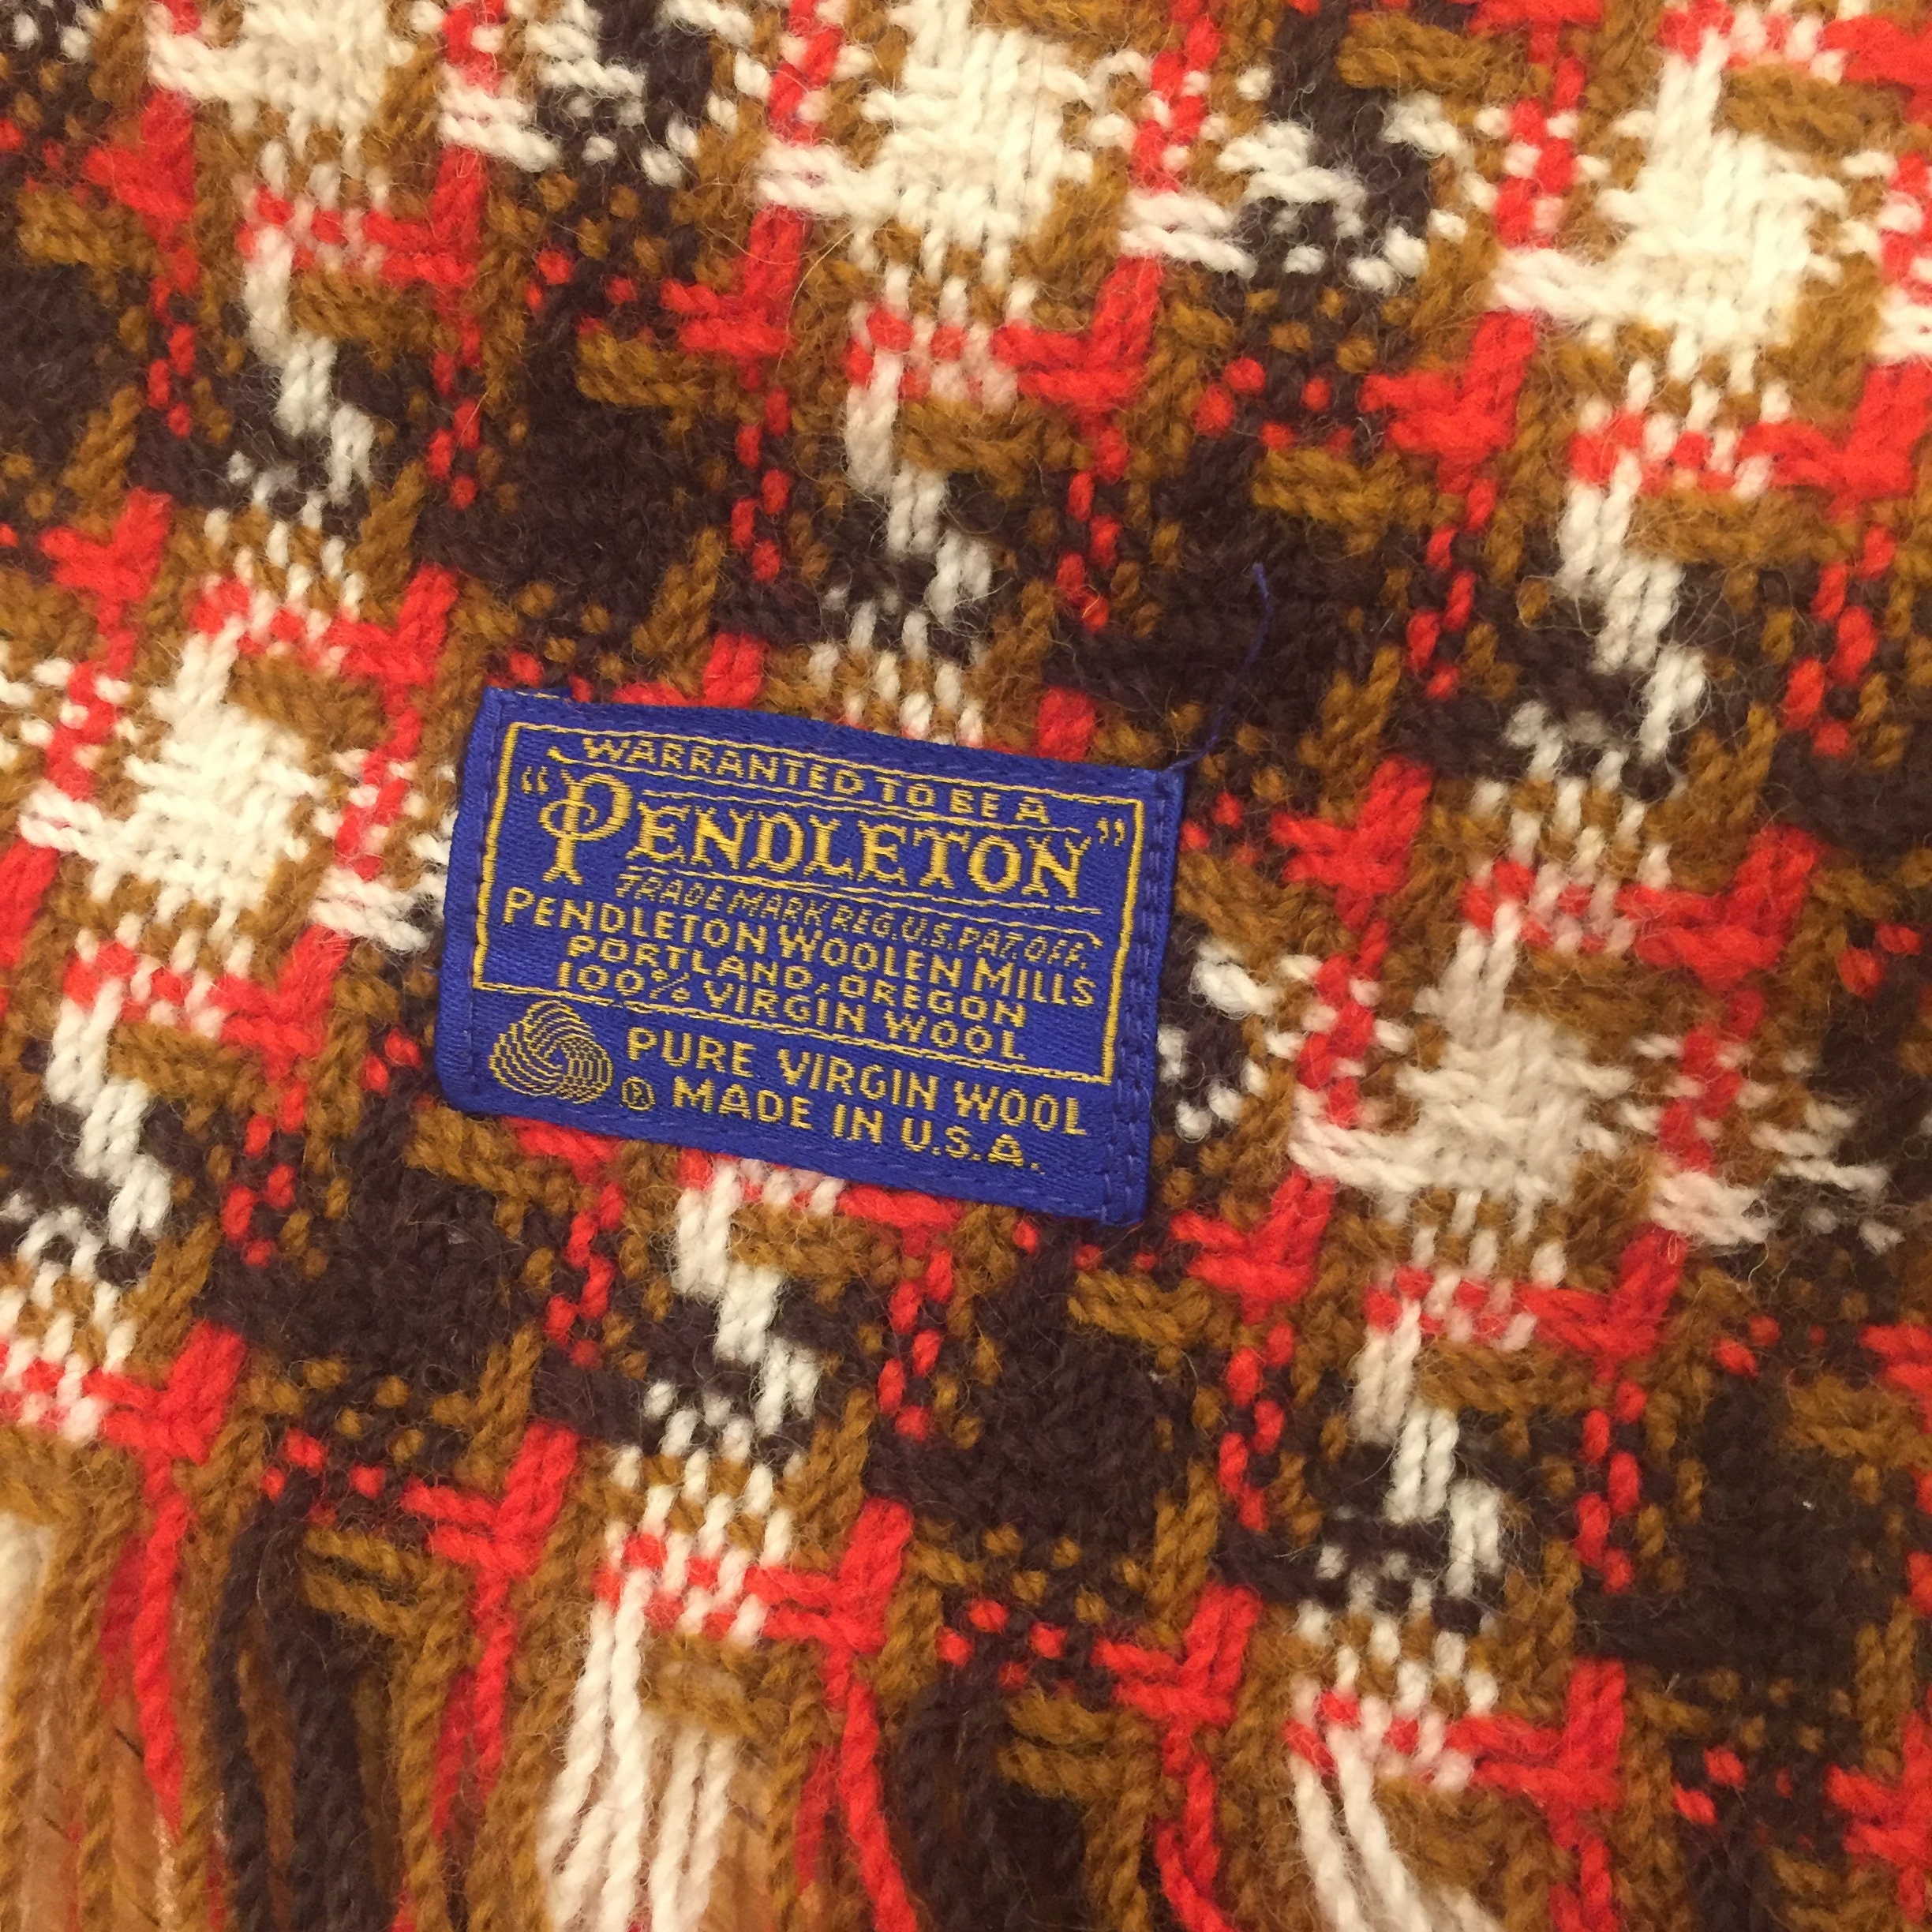 WARRANTED TO BE A
"PENDLETON"
TRADE MARK REG. U.S. PAT. OFF.
PENDLETON WOOLEN MILLS
PORTLAND, OREGON
100% VIRGIN WOOL
PURE VIRGIN WOOL
® MADE IN U.S.A.